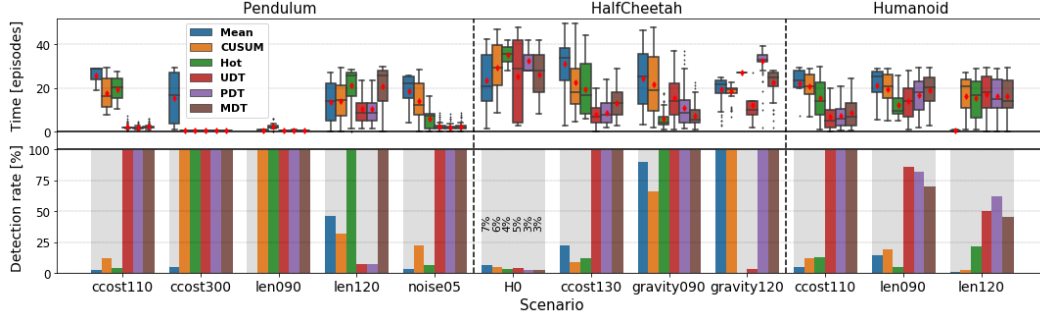 Pendulum HalfCheetah Humanoid
Time [episodes]
40
20
0
Mean
CUSUM
Hot
UDT
PDT
MDT
Detection rate [%]
100
75
50
25
0
7% 6% 4% 5% 3% 3%
ccost110 ccost300 len090 len120 noise05 H0 ccost130 gravity090 gravity120 ccost110 len090 len120
Scenario